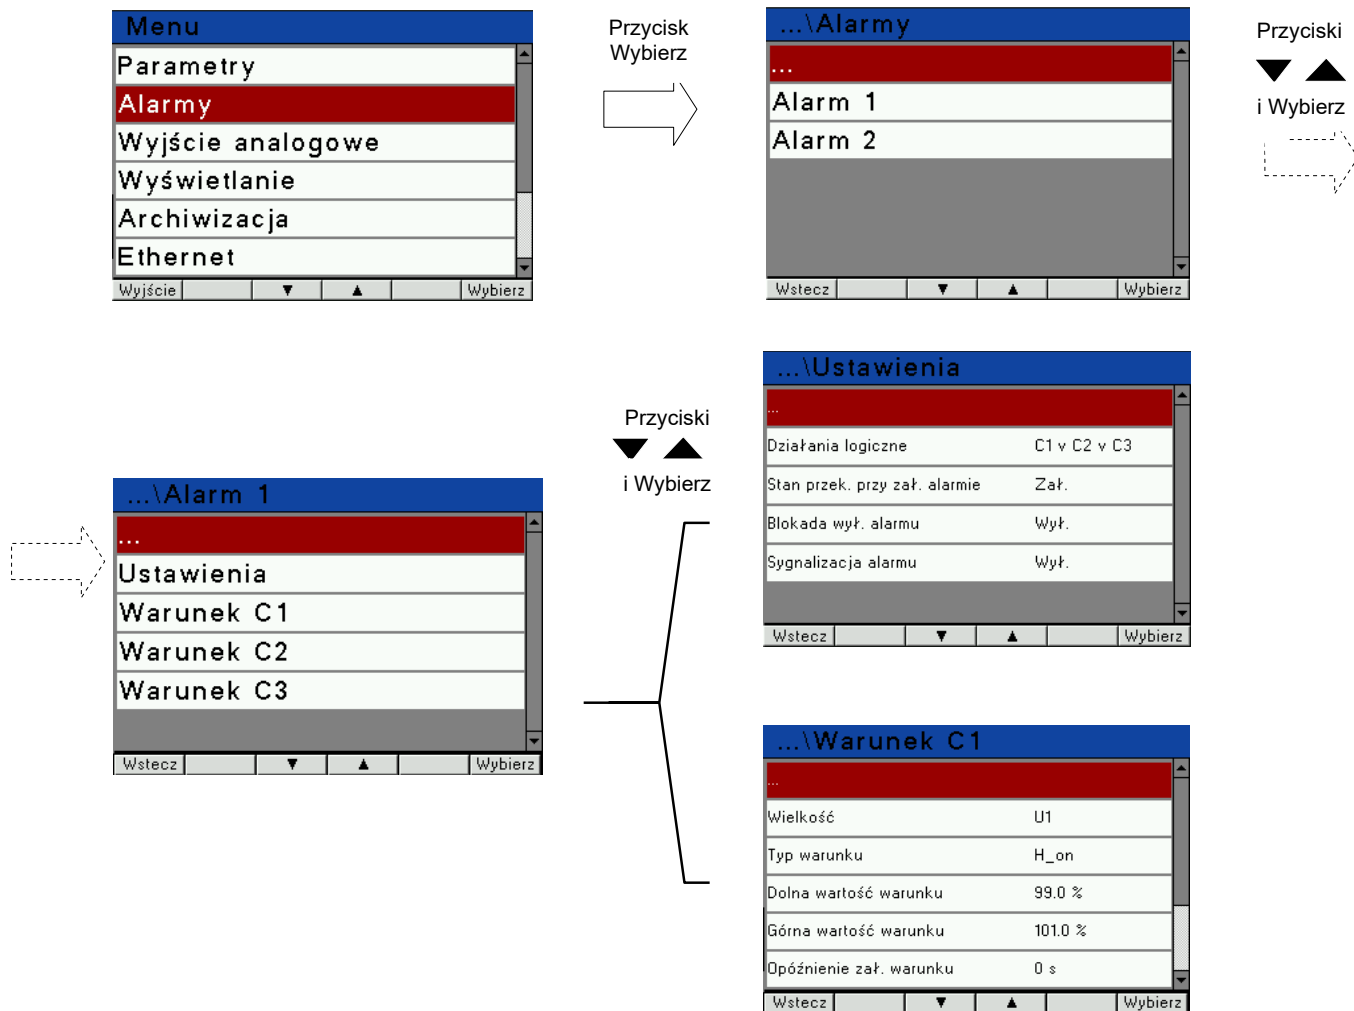 Menu
Parametry
Alarmy
Wyjście analogowe
Wyświetlanie
Archiwizacja
Ethernet
Wyjście ▼ ▲ Wybierz
Przycisk
Wybierz
...\Alarmy
...
Alarm 1
Alarm 2
Wstecz ▼ ▲ Wybierz
Przyciski
▼ ▲
i Wybierz
...\Alarm 1
...
Ustawienia
Warunek C1
Warunek C2
Warunek C3
Wstecz ▼ ▲ Wybierz
Przyciski
▼ ▲
i Wybierz
...\Ustawienia
...
Działania logiczne C1 v C2 v C3
Stan przek. przy zał. alarmie Zał.
Blokada wył. alarmu Wył.
Sygnalizacja alarmu Wył.
Wstecz ▼ ▲ Wybierz
...\Warunek C1
...
Wielkość U1
Typ warunku H_on
Dolna wartość warunku 99.0 %
Górna wartość warunku 101.0 %
Opóźnienie zał. warunku 0 s
Wstecz ▼ ▲ Wybierz